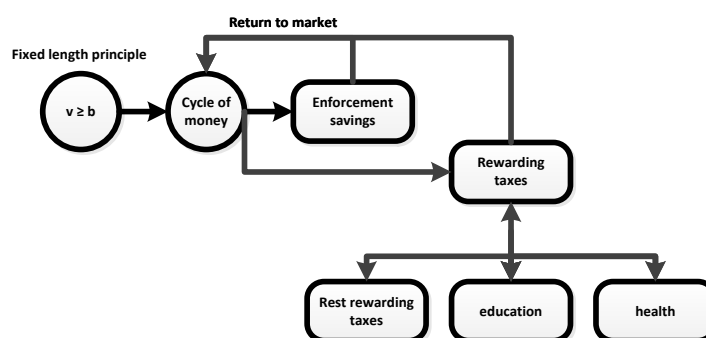 Return to market
Fixed length principle
v ≥ b
Cycle of
money
Enforcement
savings
Rewarding
taxes
Rest rewarding
taxes
education
health